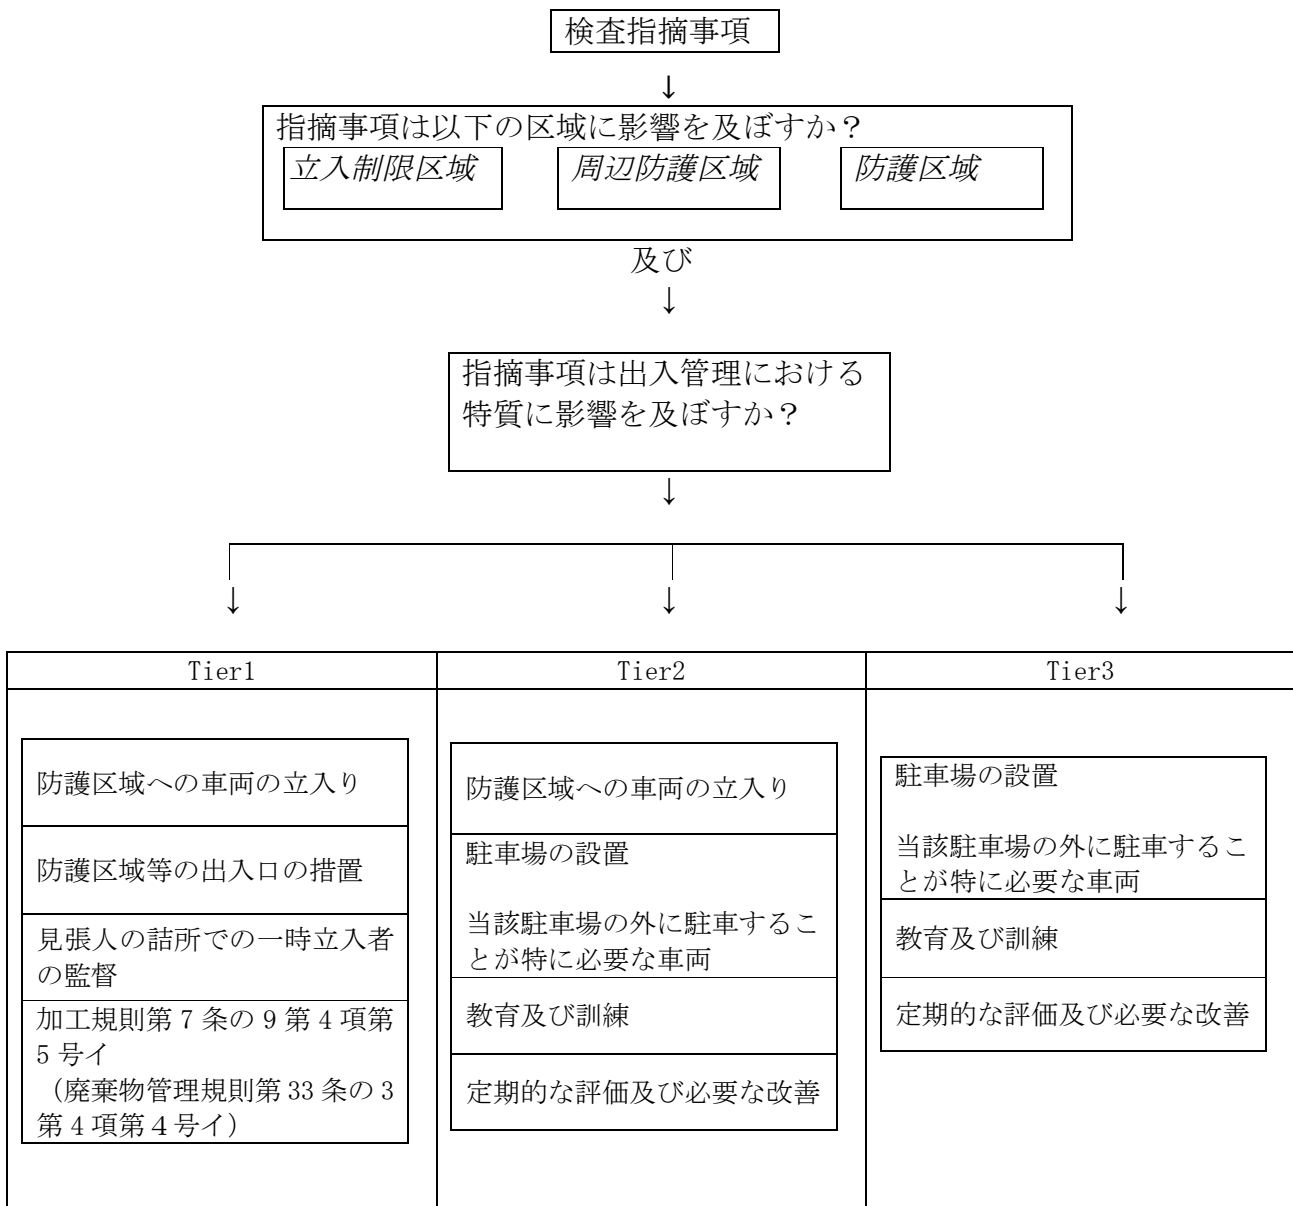 検査指摘事項
↓
指摘事項は以下の区域に影響を及ぼすか？
立入制限区域 周辺防護区域 防護区域
及び
↓
指摘事項は出入管理における
特質に影響を及ぼすか？
↓
↓ ↓ ↓
Tier1 Tier2 Tier3
防護区域への車両の立入り
防護区域等の出入口の措置
見張人の詰所での一時立入者
の監督
加工規則第 7 条の 9 第 4 項第
5 号イ
（廃棄物管理規則第 33 条の 3
第 4 項第４号イ）
防護区域への車両の立入り
駐車場の設置
当該駐車場の外に駐車するこ
とが特に必要な車両
教育及び訓練
定期的な評価及び必要な改善
駐車場の設置
当該駐車場の外に駐車するこ
とが特に必要な車両
教育及び訓練
定期的な評価及び必要な改善